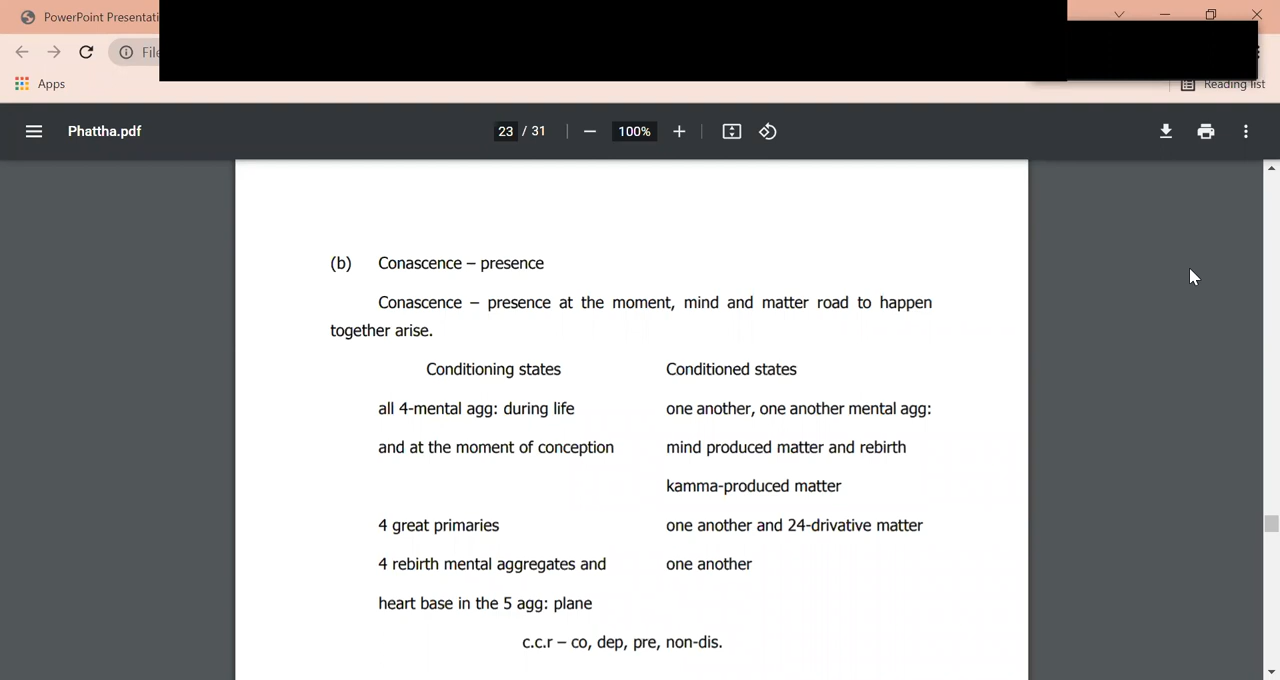 PowerPoint Presentati
File
Apps
Reading list
Phattha.pdf
23 / 31
100%
(b) Conascence – presence
Conascence – presence at the moment, mind and matter road to happen
together arise.
Conditioning states Conditioned states
all 4-mental agg: during life one another, one another mental agg:
and at the moment of conception mind produced matter and rebirth
kamma-produced matter
4 great primaries one another and 24-drivative matter
4 rebirth mental aggregates and one another
heart base in the 5 agg: plane
c.c.r – co, dep, pre, non-dis.